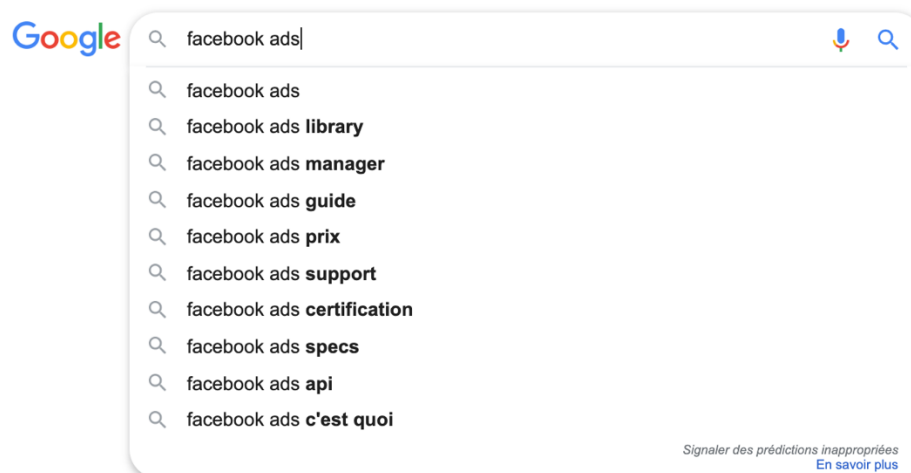 Google facebook ads
facebook ads
facebook ads library
facebook ads manager
facebook ads guide
facebook ads prix
facebook ads support
facebook ads certification
facebook ads specs
facebook ads api
facebook ads c'est quoi
Signaler des prédictions inappropriées
En savoir plus